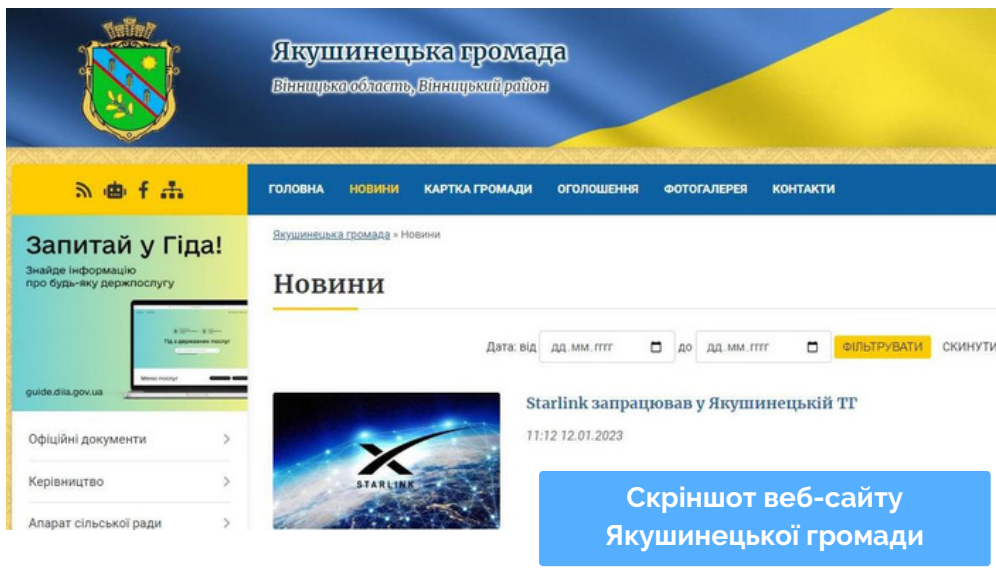 Якушинецька громада
Вінницька область, Вінницький район
ГОЛОВНА НОВИНИ КАРТКА ГРОМАДИ ОГОЛОШЕННЯ ФОТОГАЛЕРЕЯ КОНТАКТИ
Запитай у Гіда!
Знайде інформацію
про будь-яку держпослугу
Гід з державних послуг
Меню послуг
guide.diia.gov.ua
Офіційні документи
Керівництво
Апарат сільської ради
Якушинецька громада » Новини
Новини
Дата: від дд.мм.гггг до дд.мм.гггг ФІЛЬТРУВАТИ СКИНУТИ
STARLINK
Starlink запрацював у Якушинецькій ТГ
11:12 12.01.2023
Скріншот веб-сайту
Якушинецької громади